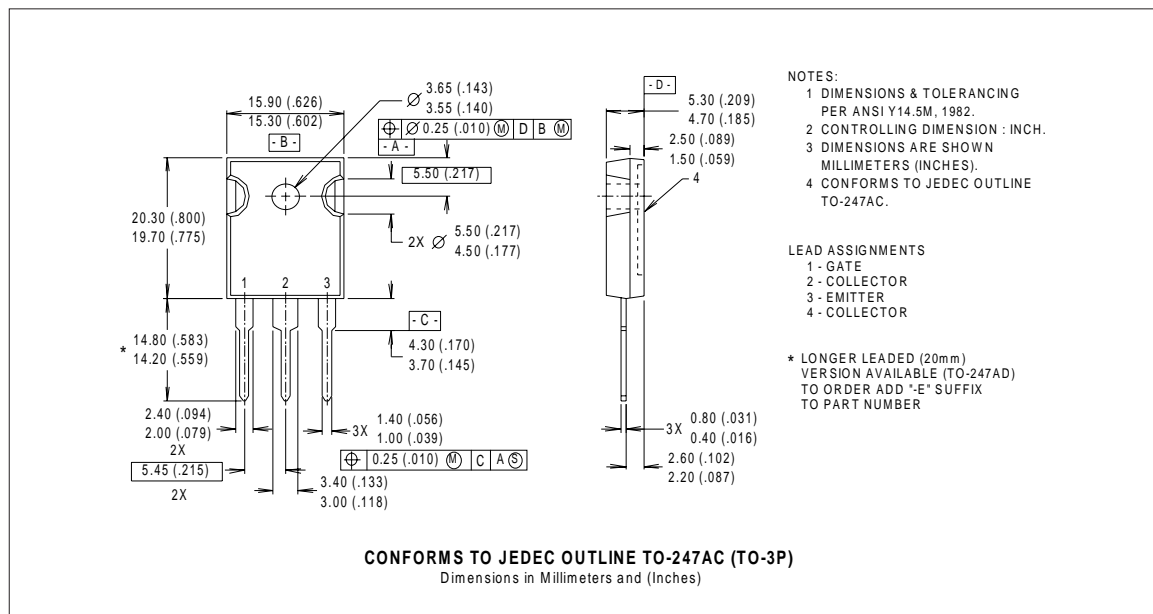 15.90 (.626)
15.30 (.602)
- B -
3.65 (.143)
3.55 (.140)
0.25 (.010) M D B M
- A -
5.50 (.217)
20.30 (.800)
19.70 (.775)
2X Ø 5.50 (.217)
4.50 (.177)
1 2 3
- C -
* 14.80 (.583)
14.20 (.559)
4.30 (.170)
3.70 (.145)
2.40 (.094)
2.00 (.079)
2X
5.45 (.215)
2X
3X 1.40 (.056)
1.00 (.039)
0.25 (.010) M C A S
3.40 (.133)
3.00 (.118)
- D -
5.30 (.209)
4.70 (.185)
2.50 (.089)
1.50 (.059)
4
3X 0.80 (.031)
0.40 (.016)
2.60 (.102)
2.20 (.087)
NOTES:
1 DIMENSIONS & TOLERANCING
PER ANSI Y14.5M, 1982.
2 CONTROLLING DIMENSION : INCH.
3 DIMENSIONS ARE SHOWN
MILLIMETERS (INCHES).
4 CONFORMS TO JEDEC OUTLINE
TO-247AC.
LEAD ASSIGNMENTS
1 - GATE
2 - COLLECTOR
3 - EMITTER
4 - COLLECTOR
* LONGER LEADED (20mm)
VERSION AVAILABLE (TO-247AD)
TO ORDER ADD "-E" SUFFIX
TO PART NUMBER
CONFORMS TO JEDEC OUTLINE TO-247AC (TO-3P)
Dimensions in Millimeters and (Inches)